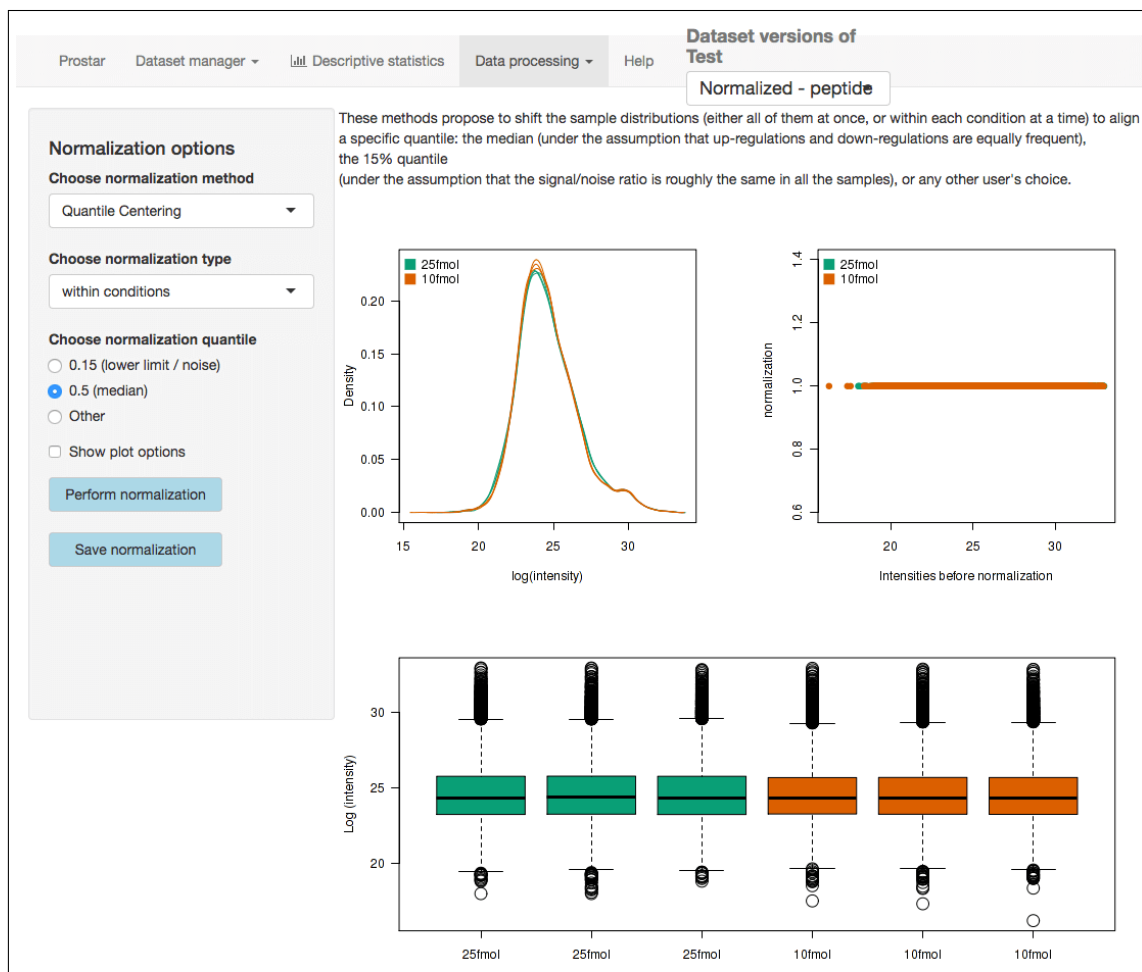 Prostar
Dataset manager
Descriptive statistics
Data processing
Help
Dataset versions of
Test
Normalized - peptide
Normalization options
Choose normalization method
Quantile Centering
Choose normalization type
within conditions
Choose normalization quantile
0.15 (lower limit / noise)
0.5 (median)
Other
Show plot options
Perform normalization
Save normalization
These methods propose to shift the sample distributions (either all of them at once, or within each condition at a time) to align
a specific quantile: the median (under the assumption that up-regulations and down-regulations are equally frequent),
the 15% quantile
(under the assumption that the signal/noise ratio is roughly the same in all the samples), or any other user's choice.
25fmol
10fmol
Density
0.20
0.15
0.10
0.05
0.00
15 20 25 30
log(intensity)
25fmol
10fmol
normalization
1.4
1.2
1.0
0.8
0.6
20 25 30
Intensities before normalization
Log (intensity)
30
25
20
25fmol 25fmol 25fmol 10fmol 10fmol 10fmol